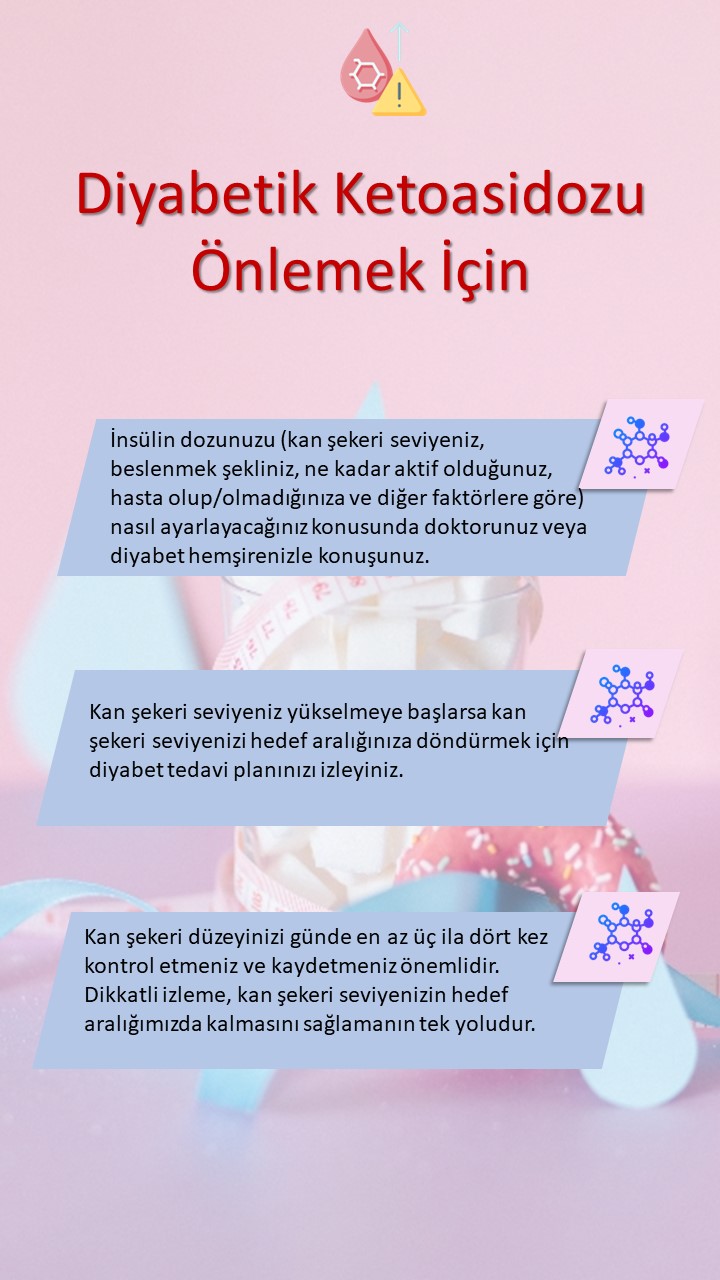 Diyabetik Ketoasidozu
Önlemek İçin
İnsülin dozunuzu (kan şekeri seviyeniz,
beslenmek şekliniz, ne kadar aktif olduğunuz,
hasta olup/olmadığınıza ve diğer faktörlere göre)
nasıl ayarlayacağınız konusunda doktorunuz veya
diyabet hemşirenizle konuşunuz.
Kan şekeri seviyeniz yükselmeye başlarsa kan
şekeri seviyenizi hedef aralığınıza döndürmek için
diyabet tedavi planınızı izleyiniz.
Kan şekeri düzeyinizi günde en az üç ila dört kez
kontrol etmeniz ve kaydetmeniz önemlidir.
Dikkatli izleme, kan şekeri seviyenizin hedef
aralığımızda kalmasını sağlamanın tek yoludur.